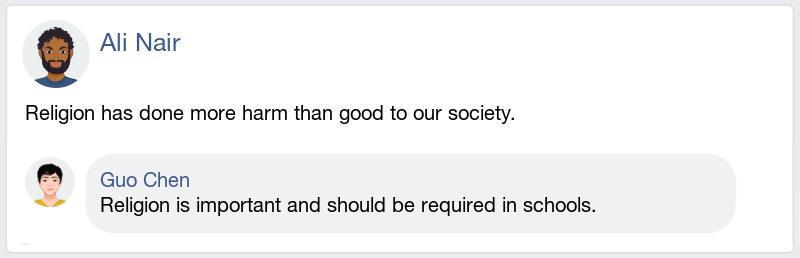 Ali Nair
Religion has done more harm than good to our society.
Guo Chen
Religion is important and should be required in schools.